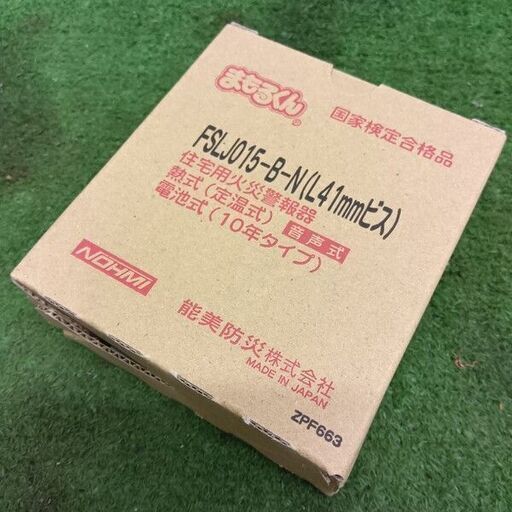 まもるくん®
国家検定合格品
FSLJ015-B-N(L41mmビス)
住宅用火災警報器
熱式(定温式) 音声式
電池式(10年タイプ)
NOHMI
能美防災株式会社
MADE IN JAPAN
ZPF663